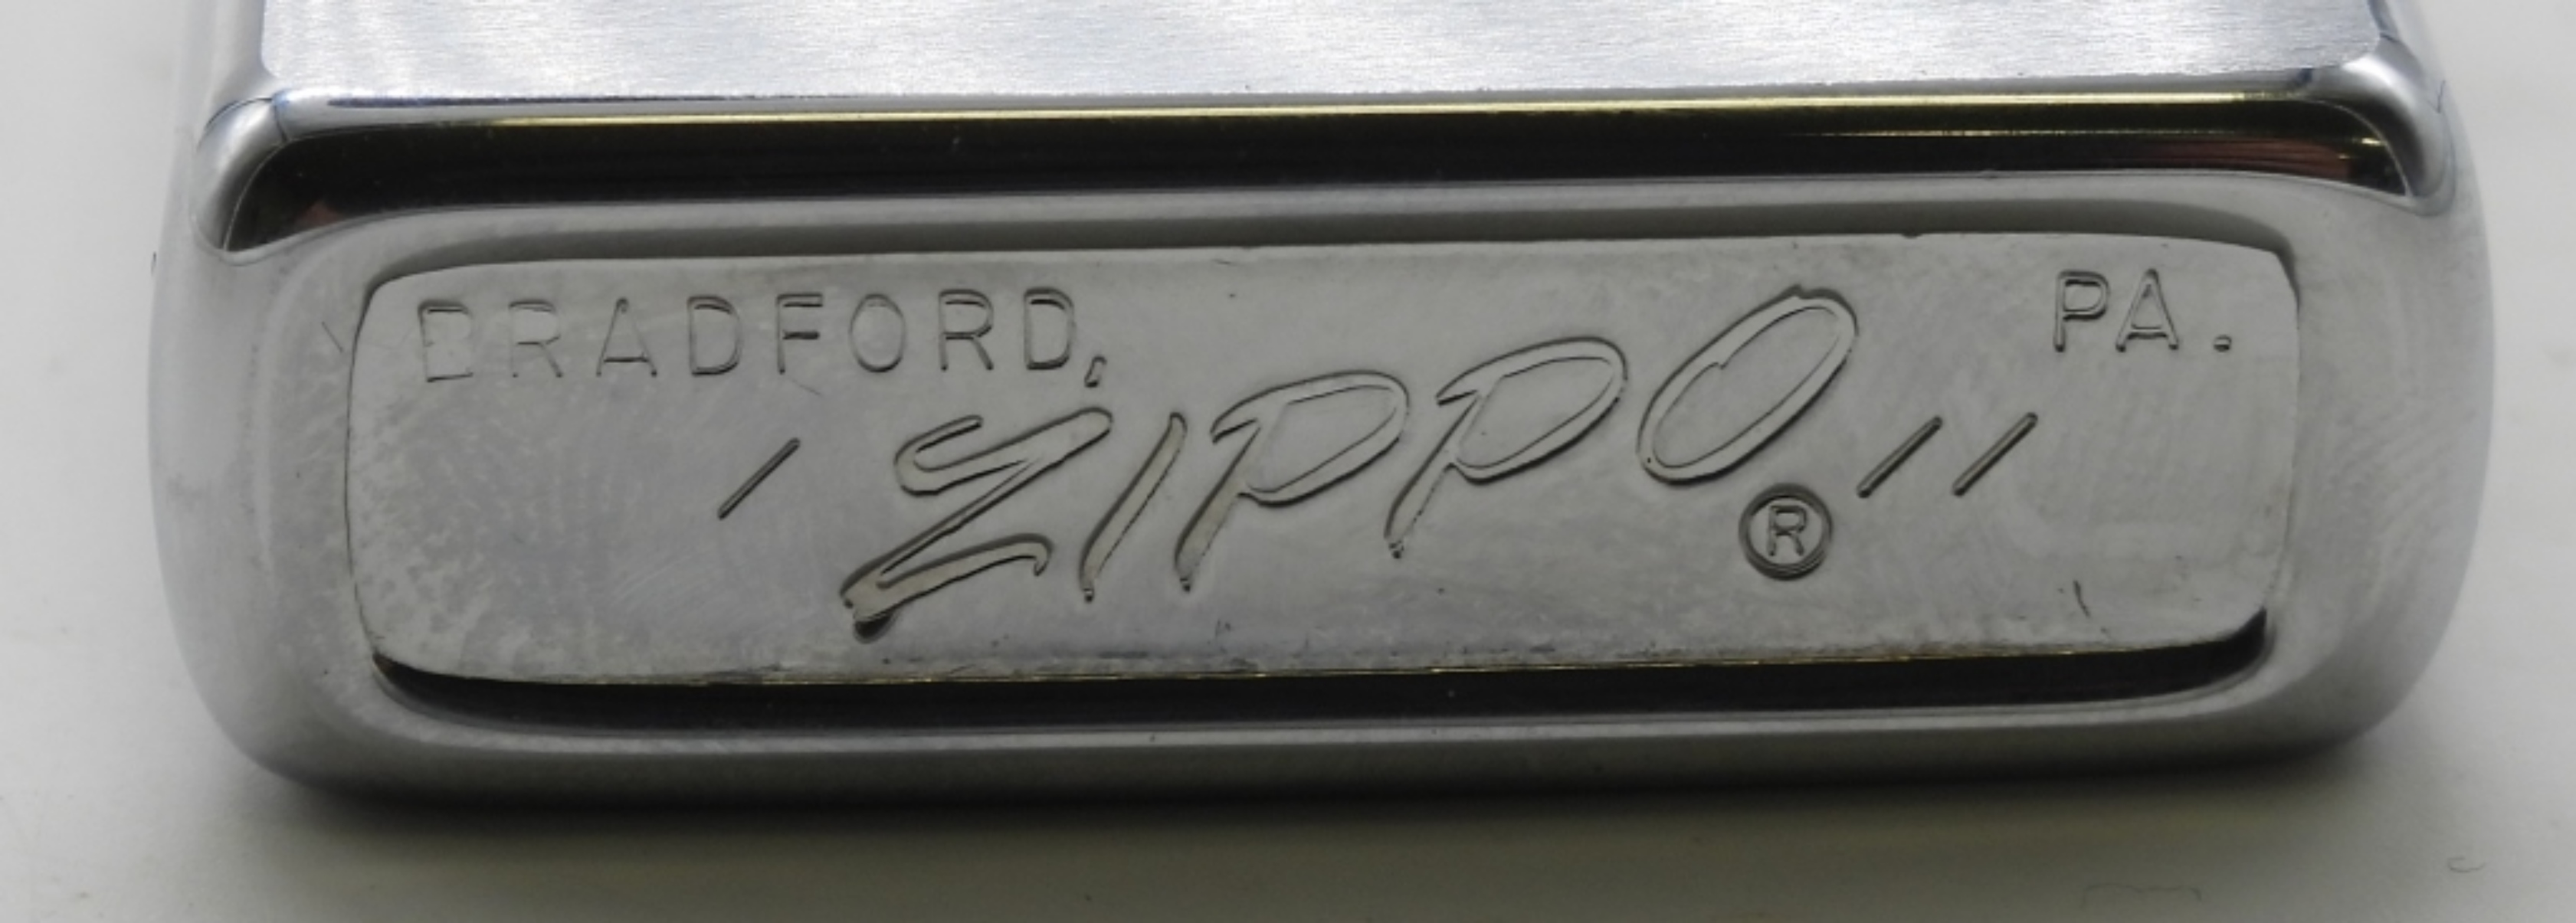 BRADFORD, PA.
/ ZIPPO ® //